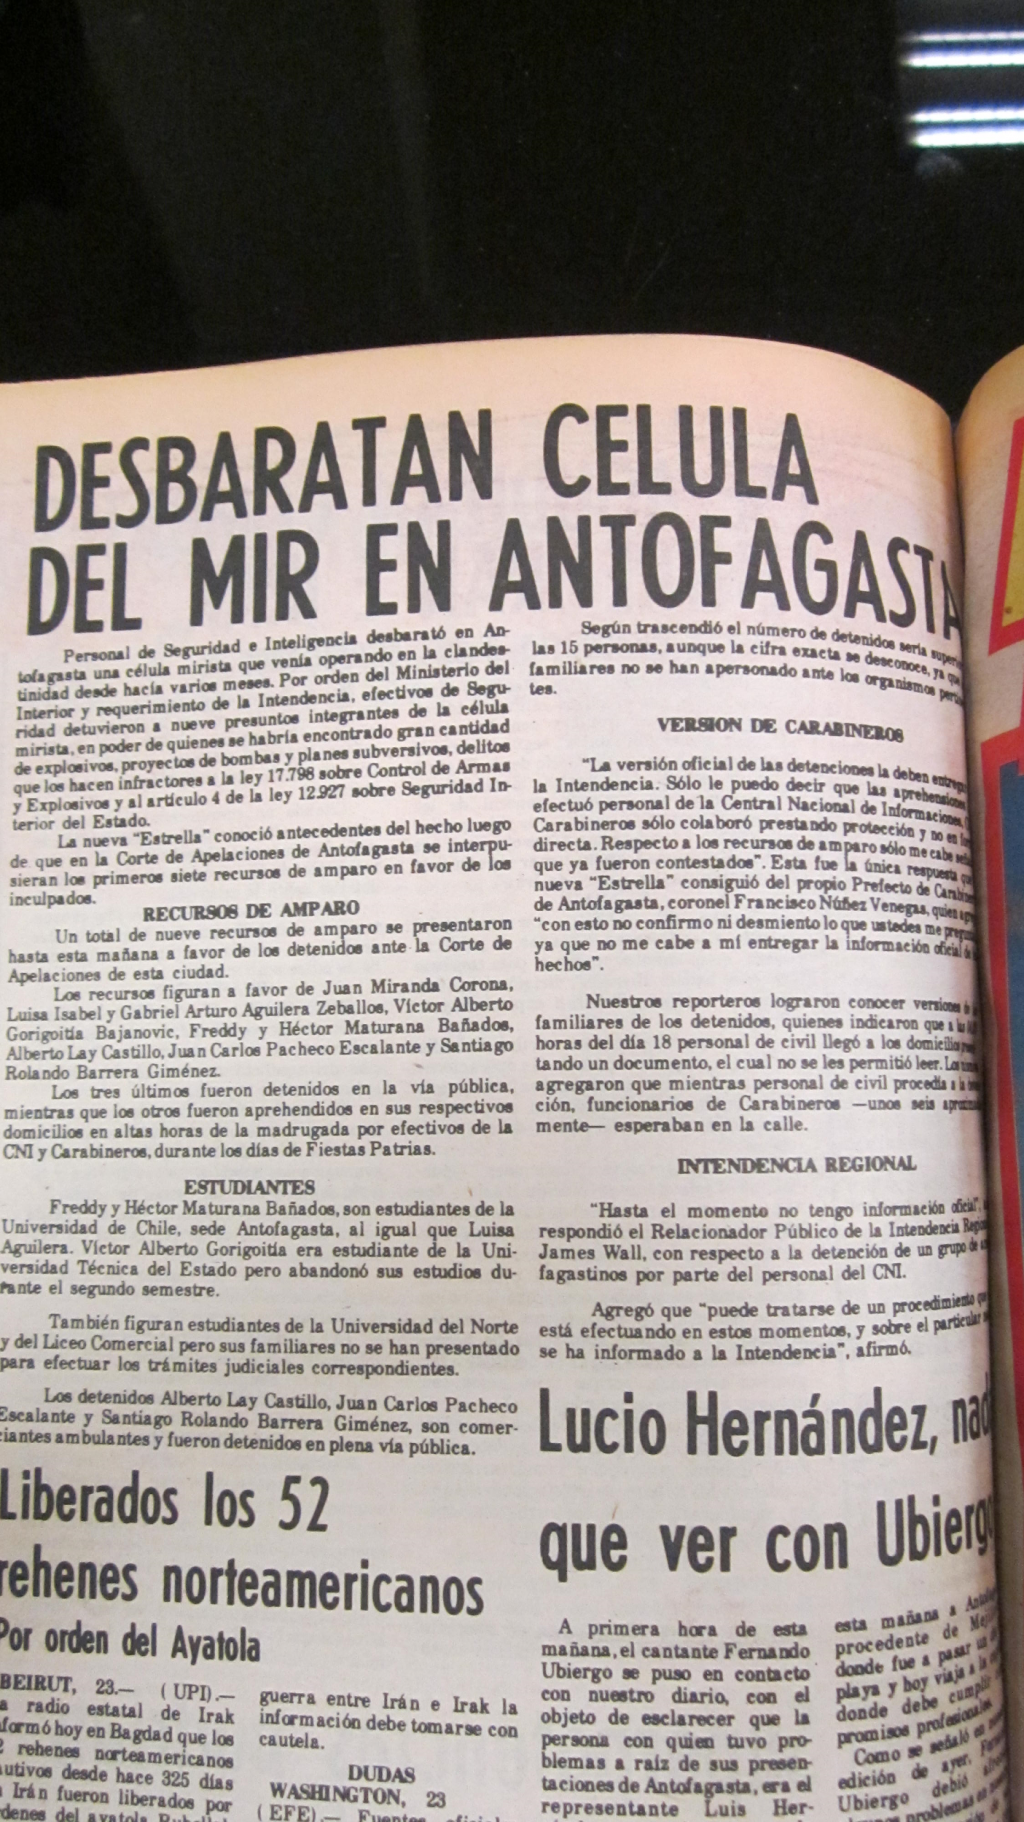 DESBARATAN CELULA
DEL MIR EN ANTOFAGASTA
Personal de Seguridad e Inteligencia desbarató en An-
tofagasta una célula mirista que venía operando en la clandes-
tinidad desde hacía varios meses. Por orden del Ministerio del
Interior y requerimiento de la Intendencia, efectivos de Segu-
ridad detuvieron a nueve presuntos integrantes de la célula
mirista, en poder de quienes se habría encontrado gran cantidad
de explosivos, proyectos de bombas y planes subversivos, delitos
que los hacen infractores a la ley 17.798 sobre Control de Armas
y Explosivos y al artículo 4 de la ley 12.927 sobre Seguridad In-
terior del Estado.
La nueva "Estrella" conoció antecedentes del hecho luego
de que en la Corte de Apelaciones de Antofagasta se interpu-
sieran los primeros siete recursos de amparo en favor de los
inculpados.
RECURSOS DE AMPARO
Un total de nueve recursos de amparo se presentaron
hasta esta mañana a favor de los detenidos ante la Corte de
Apelaciones de esta ciudad.
Los recursos figuran a favor de Juan Miranda Corona,
Luisa Isabel y Gabriel Arturo Aguilera Zeballos, Víctor Alberto
Gorigoitía Bajanovic, Freddy y Héctor Maturana Bañados,
Alberto Lay Castillo, Juan Carlos Pacheco Escalante y Santiago
Rolando Barrera Giménez.
Los tres últimos fueron detenidos en la vía pública,
mientras que los otros fueron aprehendidos en sus respectivos
domicilios en altas horas de la madrugada por efectivos de la
CNI y Carabineros, durante los días de Fiestas Patrias.
ESTUDIANTES
Freddy y Héctor Maturana Bañados, son estudiantes de la
Universidad de Chile, sede Antofagasta, al igual que Luisa
Aguilera. Víctor Alberto Gorigoitía era estudiante de la Uni-
versidad Técnica del Estado pero abandonó sus estudios du-
rante el segundo semestre.
También figuran estudiantes de la Universidad del Norte
y del Liceo Comercial pero sus familiares no se han presentado
para efectuar los trámites judiciales correspondientes.
Los detenidos Alberto Lay Castillo, Juan Carlos Pacheco
Escalante y Santiago Rolando Barrera Giménez, son comer-
ciantes ambulantes y fueron detenidos en plena vía pública.
Según trascendió el número de detenidos sería
las 15 personas, aunque la cifra exacta se desconoce, ya que
familiares no se han apersonado ante los organismos
tes.
VERSION DE CARABINEROS
"La versión oficial de las detenciones la deben
la Intendencia. Sólo le puedo decir que las aprehensiones
efectuó personal de la Central Nacional de Informaciones,
Carabineros sólo colaboró prestando protección y no en
directa. Respecto a los recursos de amparo sólo me cabe
que ya fueron contestados". Esta fue la única respuesta que
nueva "Estrella" consiguió del propio Prefecto de
de Antofagasta, coronel Francisco Núñez Venegas, quien
"con esto no confirmo ni desmiento lo que ustedes me
ya que no me cabe a mí entregar la información oficial de
hechos".
Nuestros reporteros lograron conocer versiones de
familiares de los detenidos, quienes indicaron que a las
horas del día 18 personal de civil llegó a los domicilios
tando un documento, el cual no se les permitió leer. Los
agregaron que mientras personal de civil procedía a la
ción, funcionarios de Carabineros —unos seis
mente— esperaban en la calle.
INTENDENCIA REGIONAL
"Hasta el momento no tengo información oficial",
respondió el Relacionador Público de la Intendencia
James Wall, con respecto a la detención de un grupo de
fagastinos por parte del personal del CNI.
Agregó que "puede tratarse de un procedimiento que
está efectuando en estos momentos, y sobre el particular
se ha informado a la Intendencia", afirmó.
Liberados los 52
rehenes norteamericanos
Por orden del Ayatola
BEIRUT, 23.— (UPI).—
radio estatal de Irak
hoy en Bagdad que los
rehenes norteamericanos
desde hace 325 días
Irán fueron liberados por
del ayatola
guerra entre Irán e Irak la
información debe tomarse con
cautela.
DUDAS
WASHINGTON, 23
(EFE).— Fuentes
Lucio Hernández,
que ver con Ubiergo
A primera hora de esta
mañana, el cantante Fernando
Ubiergo se puso en contacto
con nuestro diario, con el
objeto de esclarecer que la
persona con quien tuvo pro-
blemas a raíz de sus presen-
taciones de Antofagasta, era el
representante Luis Her-
esta mañana a
procedente de
donde fue a pasar un
playa y hoy viaja a la
donde debe cumplir
promisos profesionales.
Como se señaló en
edición de ayer,
Ubiergo debió
problemas en